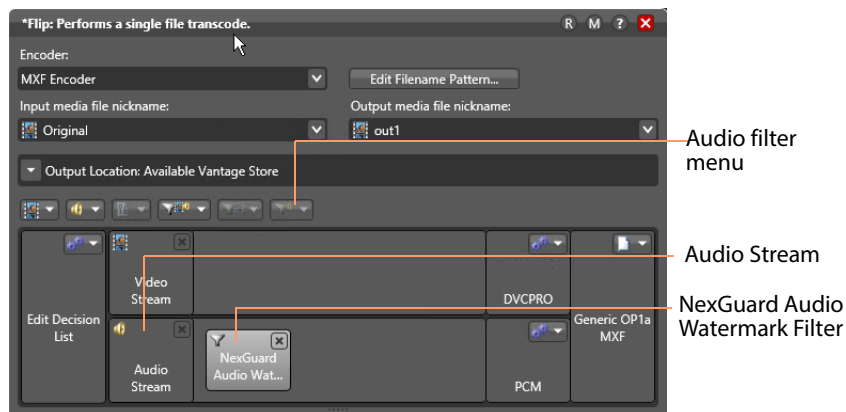 *Flip: Performs a single file transcode.
R M ?
Encoder:
MXF Encoder
Edit Filename Pattern...
Input media file nickname:
Output media file nickname:
Original
out1
Output Location: Available Vantage Store
Audio filter
menu
Video
Stream
DVCPRO
Audio Stream
Edit Decision
List
Generic OP1a
MXF
NexGuard Audio
Watermark Filter
NexGuard
Audio Wat...
Audio
Stream
PCM